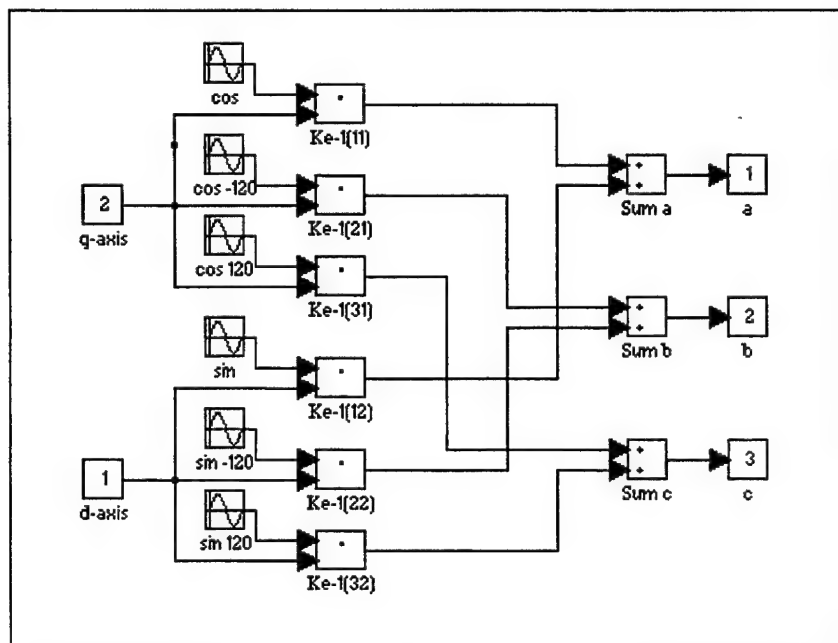 cos
Ke-1(11)
cos -120
2
q-axis
Ke-1(21)
cos 120
Ke-1(31)
sin
Ke-1(12)
sin -120
1
d-axis
Ke-1(22)
sin 120
Ke-1(32)
+
+
Sum a
1
a
+
+
Sum b
2
b
+
+
Sum c
3
c